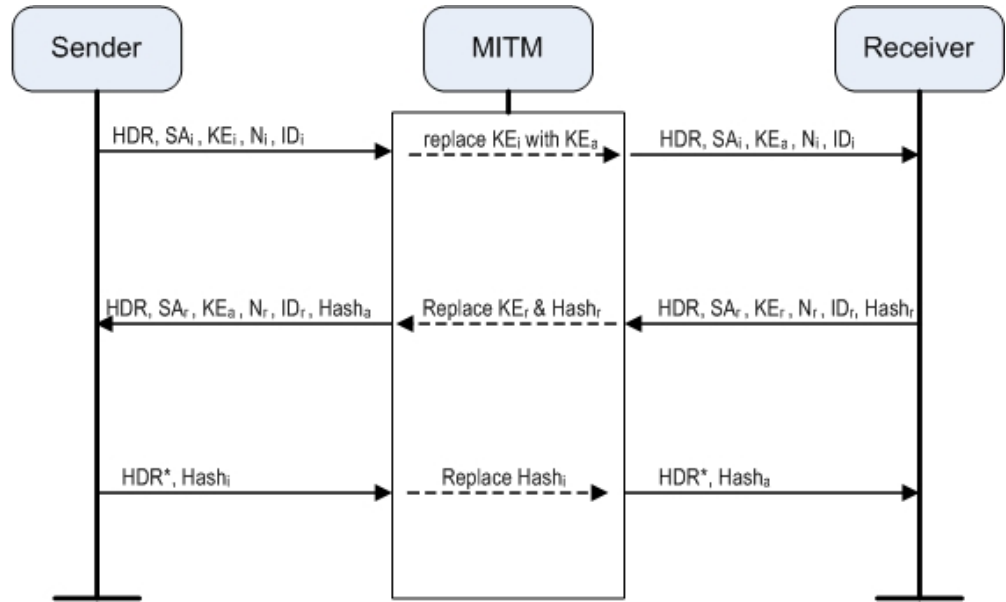 Sender
MITM
Receiver
HDR, SAi, KEi, Ni, IDi
replace KEi with KEa
HDR, SAi, KEa, Ni, IDi
HDR, SAr, KEa, Nr, IDr, Hasha
Replace KEr & Hashr
HDR, SAr, KEr, Nr, IDr, Hashr
HDR*, Hashi
Replace Hashi
HDR*, Hasha